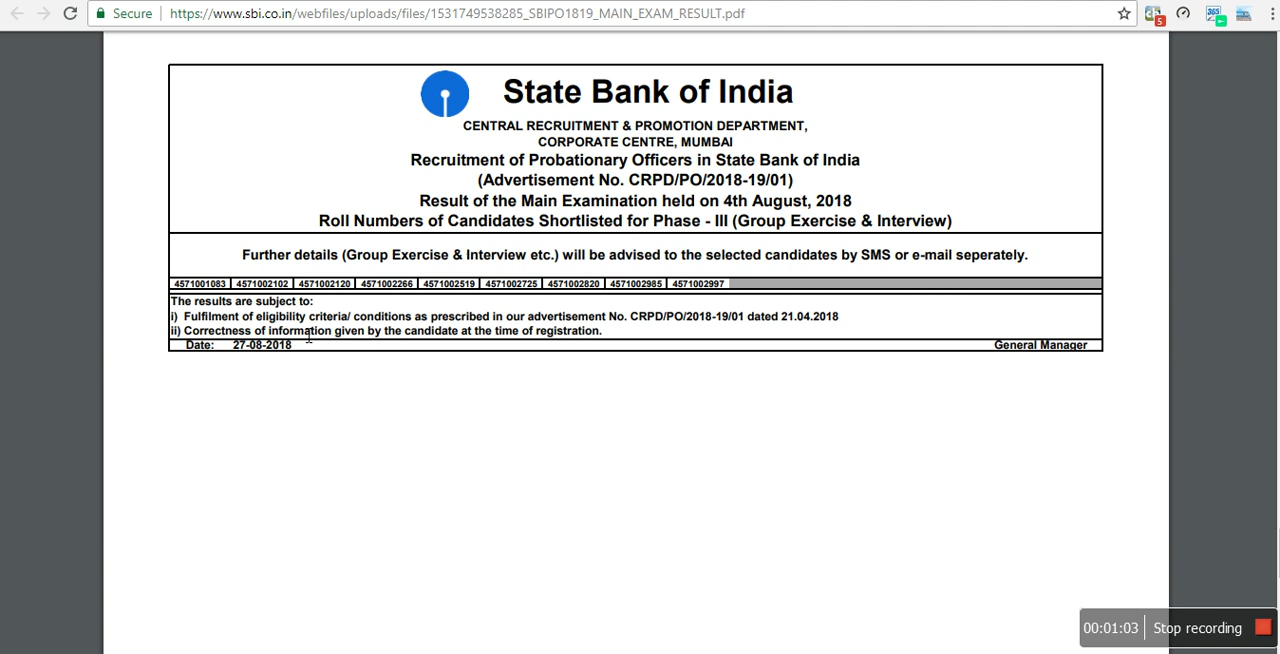 Secure https://www.sbi.co.in/webfiles/uploads/files/1531749538285_SBIPO1819_MAIN_EXAM_RESULT.pdf
5
365
State Bank of India
CENTRAL RECRUITMENT & PROMOTION DEPARTMENT,
CORPORATE CENTRE, MUMBAI
Recruitment of Probationary Officers in State Bank of India
(Advertisement No. CRPD/PO/2018-19/01)
Result of the Main Examination held on 4th August, 2018
Roll Numbers of Candidates Shortlisted for Phase - III (Group Exercise & Interview)
Further details (Group Exercise & Interview etc.) will be advised to the selected candidates by SMS or e-mail seperately.
4571001083 4571002102 4571002120 4571002266 4571002519 4571002725 4571002820 4571002985 4571002997
The results are subject to:
i) Fulfilment of eligibility criteria/ conditions as prescribed in our advertisement No. CRPD/PO/2018-19/01 dated 21.04.2018
ii) Correctness of information given by the candidate at the time of registration.
Date: 27-08-2018 General Manager
00:01:03 Stop recording